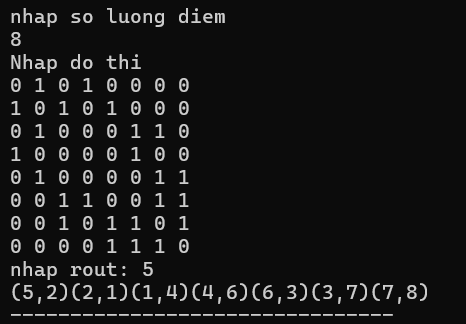 nhap so luong diem
8
Nhap do thi
0 1 0 1 0 0 0 0
1 0 1 0 1 0 0 0
0 1 0 0 0 1 1 0
1 0 0 0 0 1 0 0
0 1 0 0 0 0 1 1
0 0 1 1 0 0 1 1
0 0 1 0 1 1 0 1
0 0 0 0 1 1 1 0
nhap rout: 5
(5,2)(2,1)(1,4)(4,6)(6,3)(3,7)(7,8)
--------------------------------